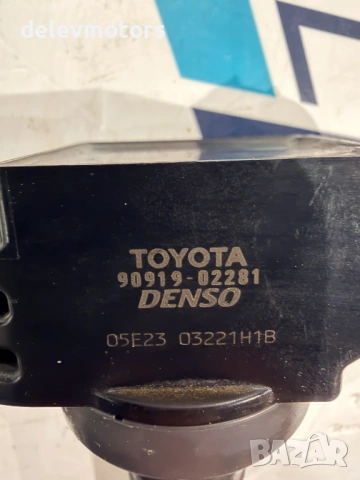 © delevmotors
TOYOTA
90919-02281
DENSO
05E23 03221H1B
BAZAR